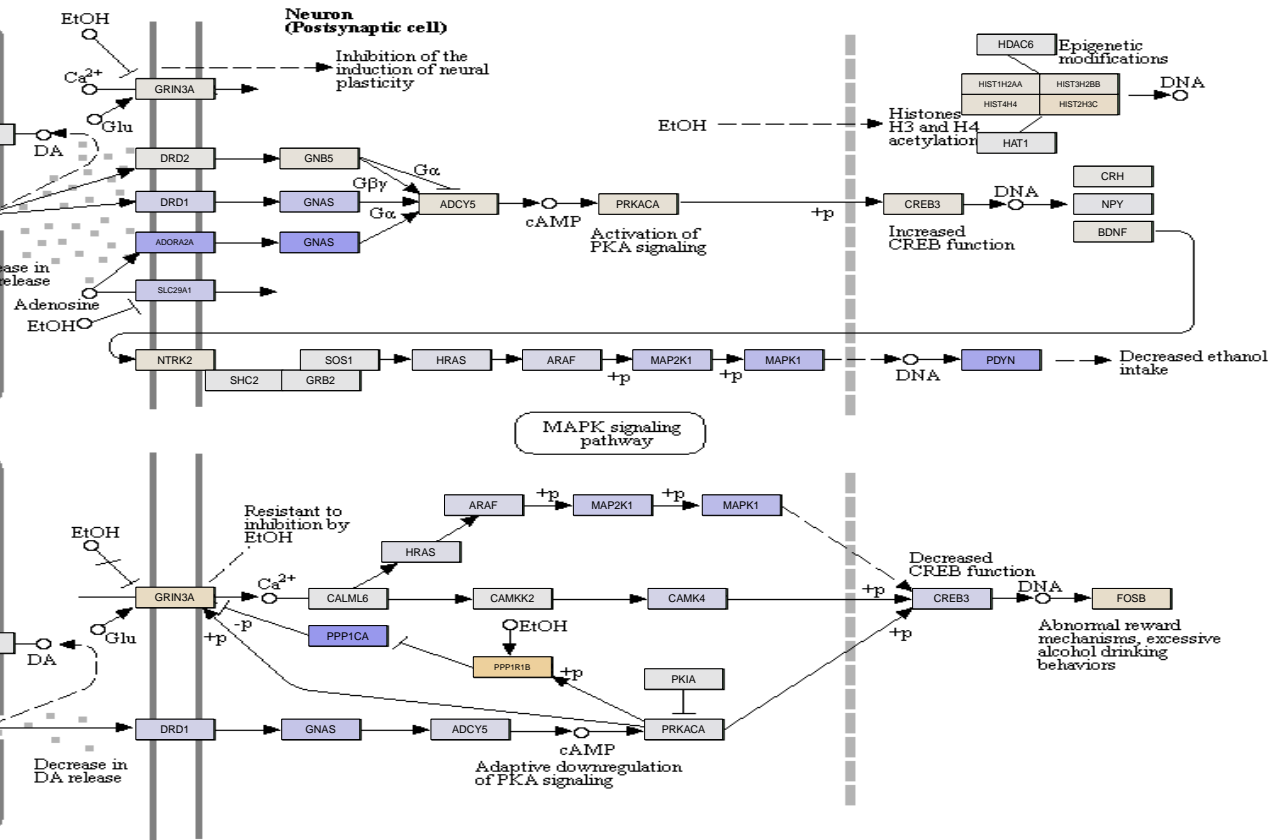 EtOH
Neuron
(Postsynaptic cell)
Inhibition of the
induction of neural
plasticity
Ca2+
GRIN3A
Glu
DA
HDAC6
Epigenetic
modifications
HIST1H2AA
HIST3H2BB
HIST4H4
HIST2H3C
DNA
Histones
H3 and H4
acetylation
EtOH
HAT1
DRD2
GNB5
Gα
Gβγ
DRD1
GNAS
Gα
ADCY5
cAMP
PRKACA
+p
CREB3
DNA
CRH
NPY
BDNF
Activation of
PKA signaling
Increased
CREB function
ADORA2A
GNAS
ease in
release
SLC29A1
Adenosine
EtOH
NTRK2
SOS1
HRAS
ARAF
MAP2K1
MAPK1
PDYN
Decreased ethanol
intake
+p
+p
DNA
SHC2
GRB2
MAPK signaling
pathway
ARAF
+p
MAP2K1
+p
MAPK1
Resistant to
inhibition by
EtOH
EtOH
HRAS
Decreased
CREB function
Ca2+
GRIN3A
CALML6
CAMKK2
CAMK4
+p
CREB3
DNA
FOSB
Glu
+p
-p
PPP1CA
EtOH
+p
Abnormal reward
mechanisms, excessive
alcohol drinking
behaviors
DA
PPP1R1B
+p
PKIA
DRD1
GNAS
ADCY5
cAMP
PRKACA
Decrease in
DA release
Adaptive downregulation
of PKA signaling